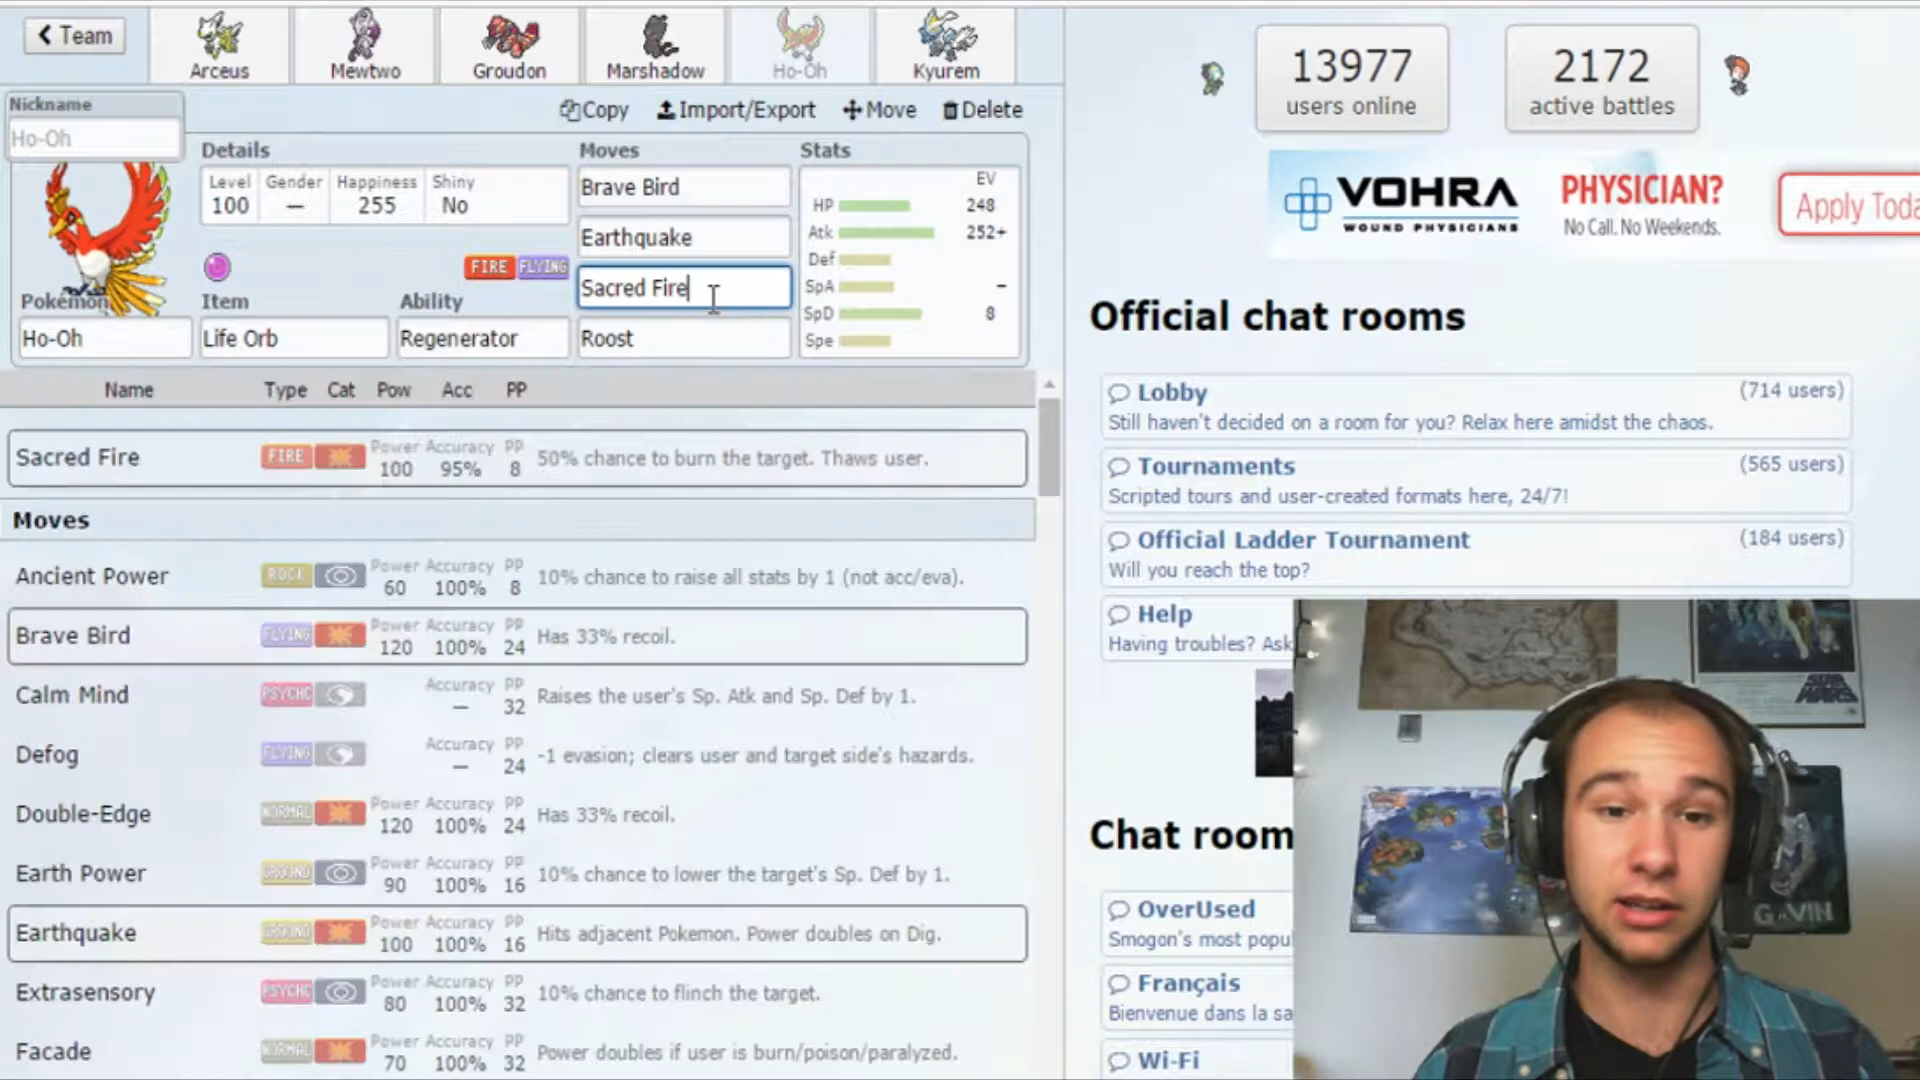 Team
Arceus
Mewtwo
Groudon
Marshadow
Ho-Oh
Kyurem
Copy
Import/Export
Move
Delete
Nickname
Ho-Oh
Details
Level
100
Gender
—
Happiness
255
Shiny
No
FIRE
FLYING
Pokémon
Ho-Oh
Item
Life Orb
Ability
Regenerator
Moves
Brave Bird
Earthquake
Sacred Fire
Roost
Stats
EV
HP 248
Atk 252+
Def
SpA –
SpD 8
Spe
Name Type Cat Pow Acc PP
Sacred Fire FIRE Power 100 Accuracy 95% PP 8 50% chance to burn the target. Thaws user.
Moves
Ancient Power ROCK Power 60 Accuracy 100% PP 8 10% chance to raise all stats by 1 (not acc/eva).
Brave Bird FLYING Power 120 Accuracy 100% PP 24 Has 33% recoil.
Calm Mind PSYCHC Accuracy — PP 32 Raises the user's Sp. Atk and Sp. Def by 1.
Defog FLYING Accuracy — PP 24 -1 evasion; clears user and target side's hazards.
Double-Edge NORMAL Power 120 Accuracy 100% PP 24 Has 33% recoil.
Earth Power GROUND Power 90 Accuracy 100% PP 16 10% chance to lower the target's Sp. Def by 1.
Earthquake GROUND Power 100 Accuracy 100% PP 16 Hits adjacent Pokemon. Power doubles on Dig.
Extrasensory PSYCHC Power 80 Accuracy 100% PP 32 10% chance to flinch the target.
Facade NORMAL Power 70 Accuracy 100% PP 32 Power doubles if user is burn/poison/paralyzed.
13977
users online
2172
active battles
VOHRA
WOUND PHYSICIANS
PHYSICIAN?
No Call. No Weekends.
Apply Toda
Official chat rooms
Lobby (714 users)
Still haven't decided on a room for you? Relax here amidst the chaos.
Tournaments (565 users)
Scripted tours and user-created formats here, 24/7!
Official Ladder Tournament (184 users)
Will you reach the top?
Help
Having troubles? Ask
Chat room
OverUsed
Smogon's most popu
Français
Bienvenue dans la sa
Wi-Fi
SUB
MARS
GAVIN